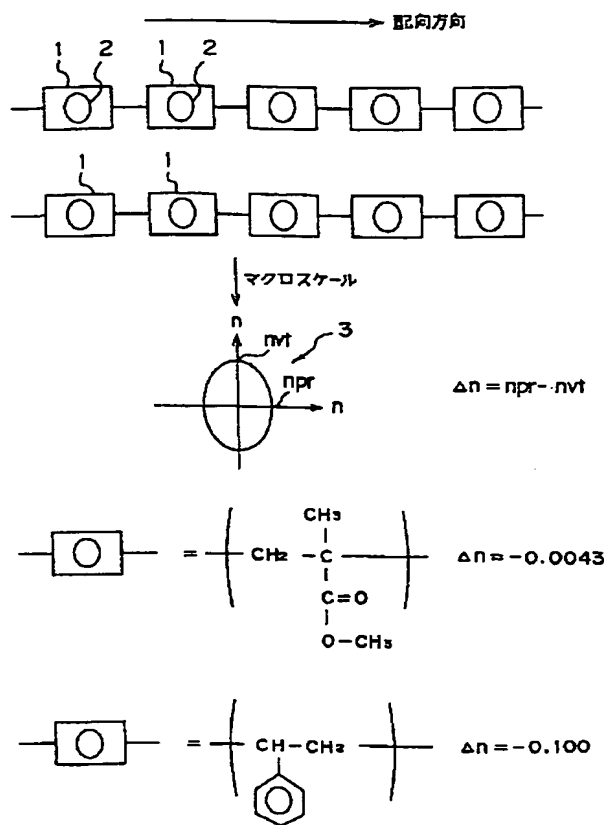 配向方向
1 2 1 2
1 1
マクロスケール
n
nvt 3
npr
n
Δn = npr - nvt
CH3
= CH2 - C Δn ≈ -0.0043
C=O
O-CH3
= CH-CH2 Δn = -0.100